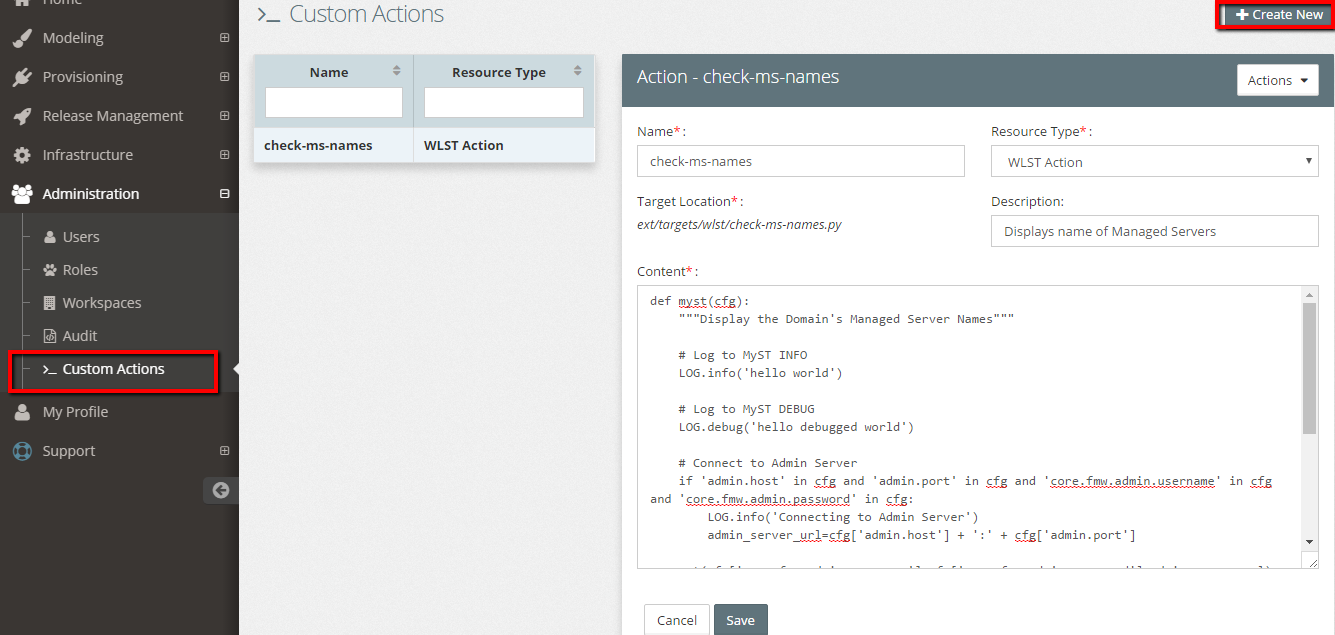 Home
Modeling
Provisioning
Release Management
Infrastructure
Administration
Users
Roles
Workspaces
Audit
Custom Actions
My Profile
Support
Custom Actions
Create New
Name
Resource Type
check-ms-names
WLST Action
Action - check-ms-names
Actions
Name*:
Resource Type*:
check-ms-names
WLST Action
Target Location*:
Description:
ext/targets/wlst/check-ms-names.py
Displays name of Managed Servers
Content*:
def myst(cfg):
"""Display the Domain's Managed Server Names"""
# Log to MyST INFO
LOG.info('hello world')
# Log to MyST DEBUG
LOG.debug('hello debugged world')
# Connect to Admin Server
if 'admin.host' in cfg and 'admin.port' in cfg and 'core.fmw.admin.username' in cfg
and 'core.fmw.admin.password' in cfg:
LOG.info('Connecting to Admin Server')
admin_server_url=cfg['admin.host'] + ':' + cfg['admin.port']
Cancel
Save